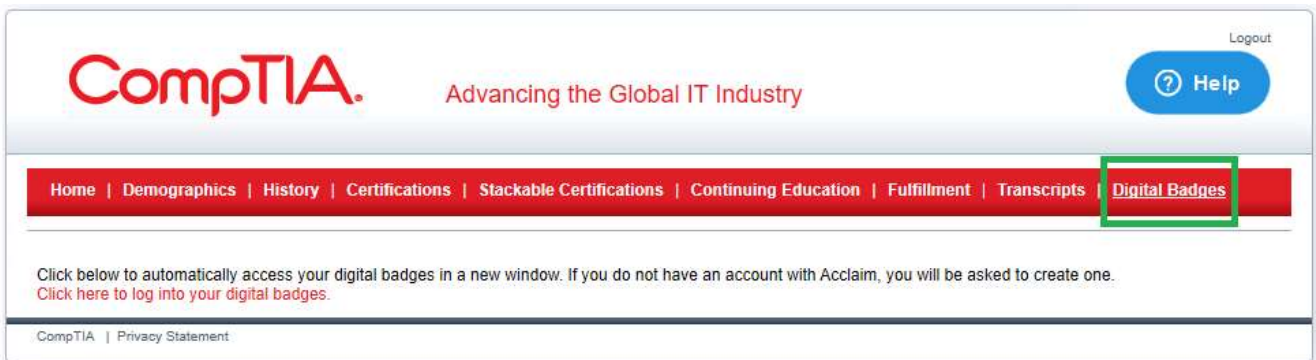 Logout
CompTIA.
Advancing the Global IT Industry
? Help
Home | Demographics | History | Certifications | Stackable Certifications | Continuing Education | Fulfillment | Transcripts | Digital Badges
Click below to automatically access your digital badges in a new window. If you do not have an account with Acclaim, you will be asked to create one.
Click here to log into your digital badges.
CompTIA | Privacy Statement